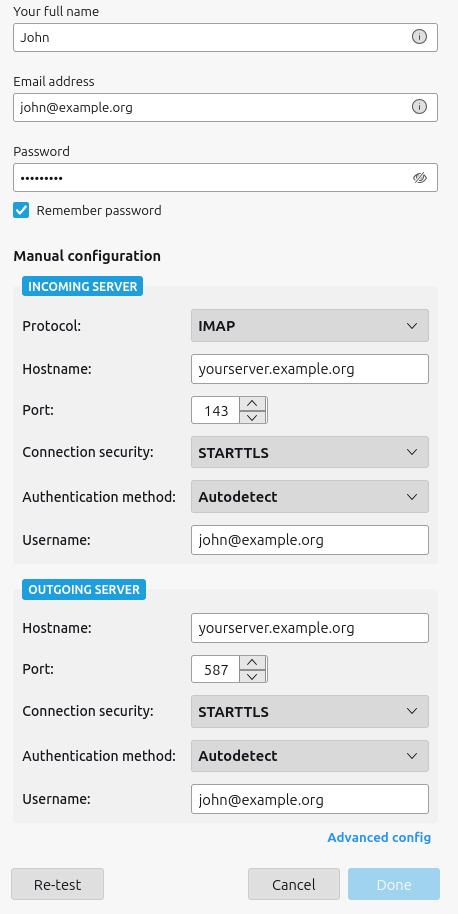 Your full name
John
Email address
john@example.org
Password
•••••••••
Remember password
Manual configuration
INCOMING SERVER
Protocol: IMAP
Hostname: yourserver.example.org
Port: 143
Connection security: STARTTLS
Authentication method: Autodetect
Username: john@example.org
OUTGOING SERVER
Hostname: yourserver.example.org
Port: 587
Connection security: STARTTLS
Authentication method: Autodetect
Username: john@example.org
Advanced config
Re-test Cancel Done